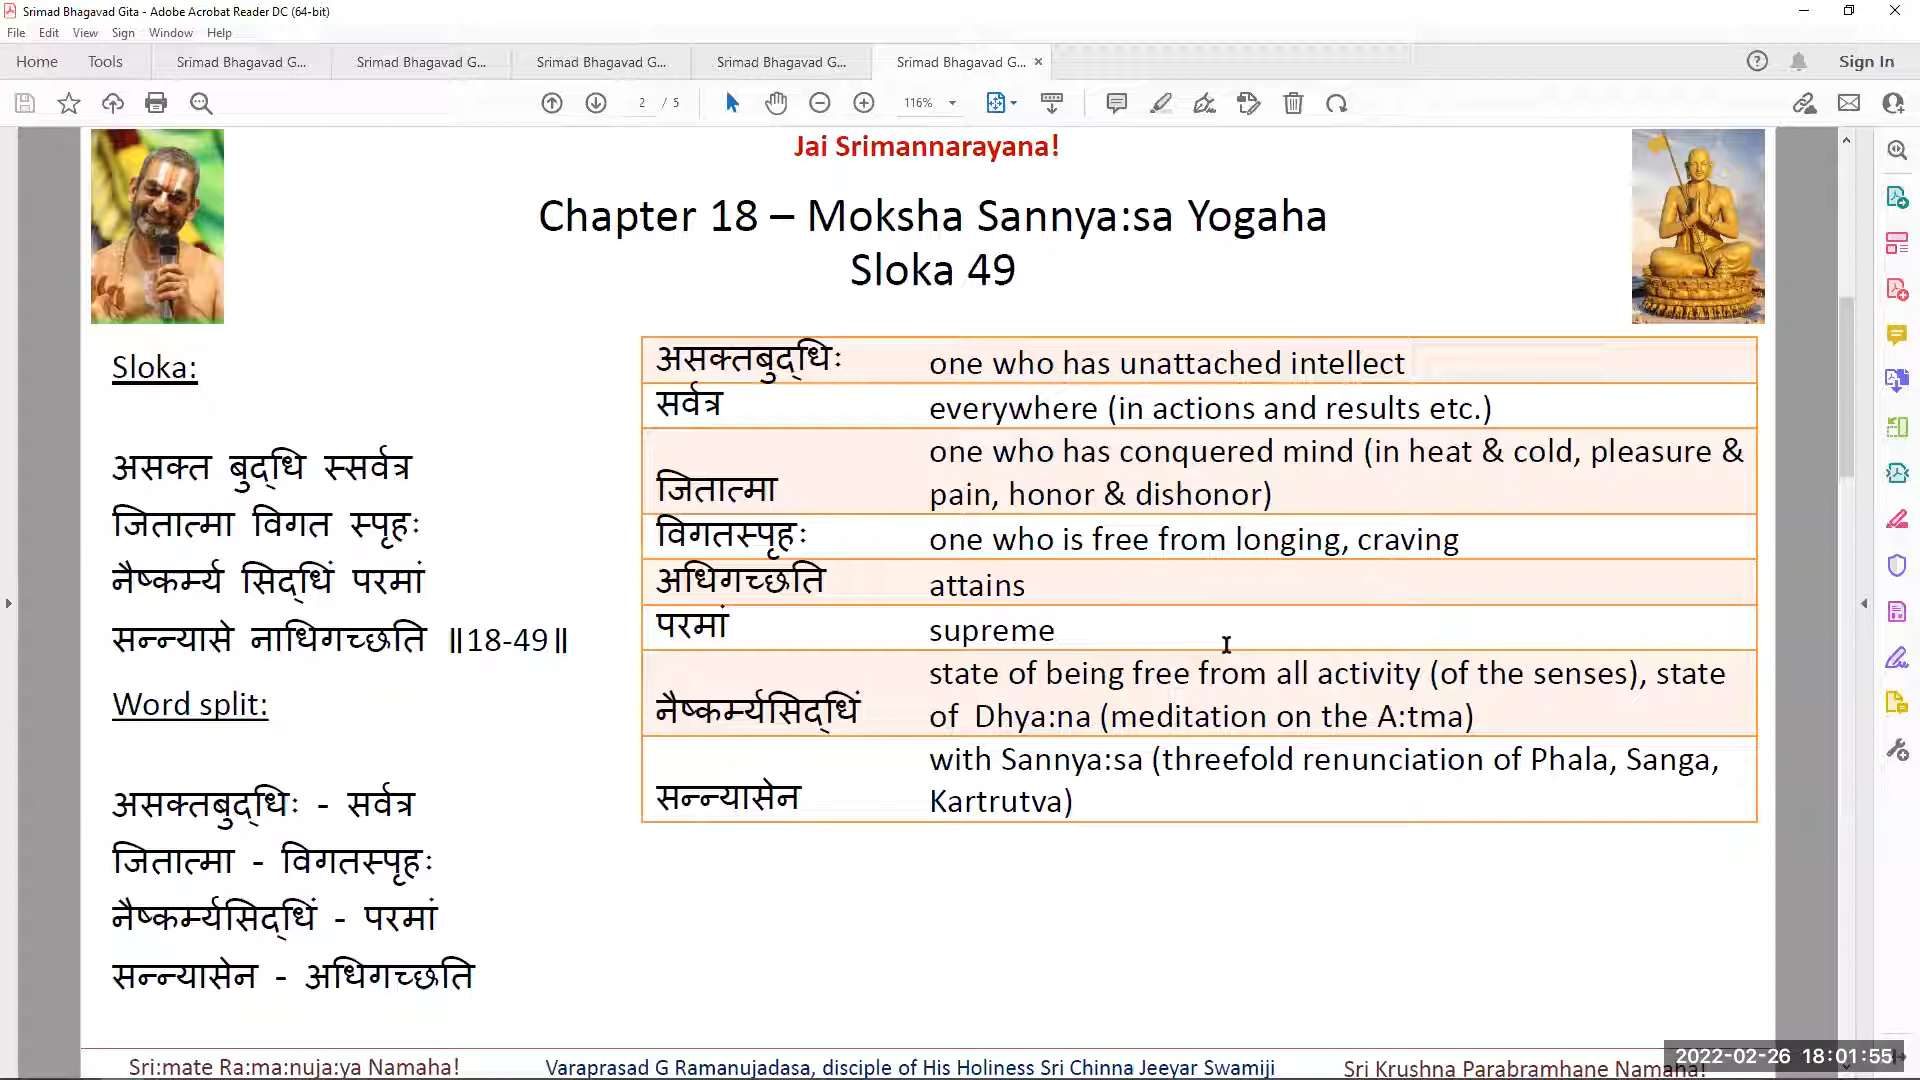 Srimad Bhagavad Gita - Adobe Acrobat Reader DC (64-bit)
File Edit View Sign Window Help
Home Tools Srimad Bhagavad G... Srimad Bhagavad G... Srimad Bhagavad G... Srimad Bhagavad G... Srimad Bhagavad G... × Sign In
2 / 5 116%
Jai Srimannarayana!
Chapter 18 – Moksha Sannya:sa Yogaha
Sloka 49
Sloka:
असक्त बुद्धि स्सर्वत्र
जितात्मा विगत स्पृहः
नैष्कर्म्य सिद्धिं परमां
सन्न्यासे नाधिगच्छति ॥18-49॥
Word split:
असक्तबुद्धिः - सर्वत्र
जितात्मा - विगतस्पृहः
नैष्कर्म्यसिद्धिं - परमां
सन्न्यासेन - अधिगच्छति
असक्तबुद्धिः one who has unattached intellect
सर्वत्र everywhere (in actions and results etc.)
one who has conquered mind (in heat & cold, pleasure &
जितात्मा pain, honor & dishonor)
विगतस्पृहः one who is free from longing, craving
अधिगच्छति attains
परमां supreme
state of being free from all activity (of the senses), state
नैष्कर्म्यसिद्धिं of Dhya:na (meditation on the A:tma)
with Sannya:sa (threefold renunciation of Phala, Sanga,
सन्न्यासेन Kartrutva)
Sri:mate Ra:ma:nuja:ya Namaha! Varaprasad G Ramanujadasa, disciple of His Holiness Sri Chinna Jeeyar Swamiji Sri Krushna Parabramhane Namaha!
2022-02-26 18:01:55